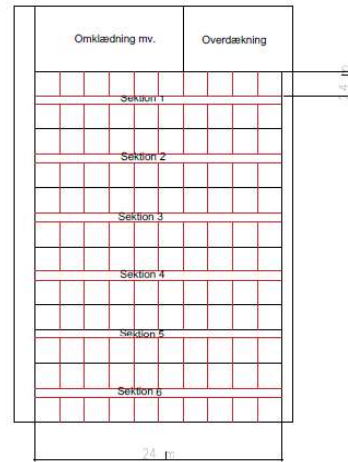 Omklædning mv.
Overdækning
Sektion 1
Sektion 2
Sektion 3
Sektion 4
Sektion 5
Sektion 6
24 m